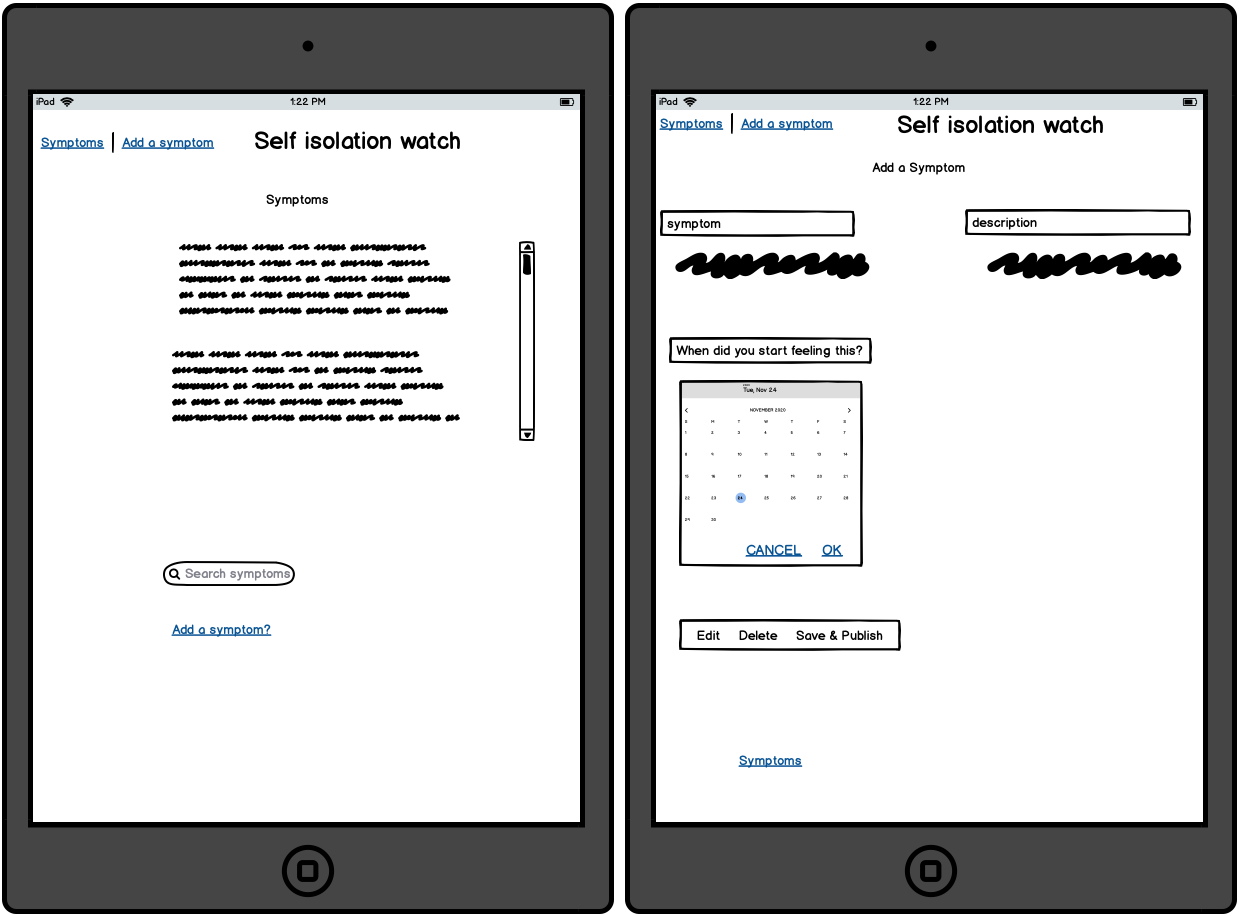 iPad
1:22 PM
Symptoms
Add a symptom
Self isolation watch
Symptoms
Search symptoms
Add a symptom?
iPad
1:22 PM
Symptoms
Add a symptom
Self isolation watch
Add a Symptom
symptom
description
When did you start feeling this?
Tue, Nov 24
NOVEMBER 2020
S M T W T F S
1 2 3 4 5 6 7
8 9 10 11 12 13 14
15 16 17 18 19 20 21
22 23 24 25 26 27 28
29 30
CANCEL OK
Edit Delete Save & Publish
Symptoms